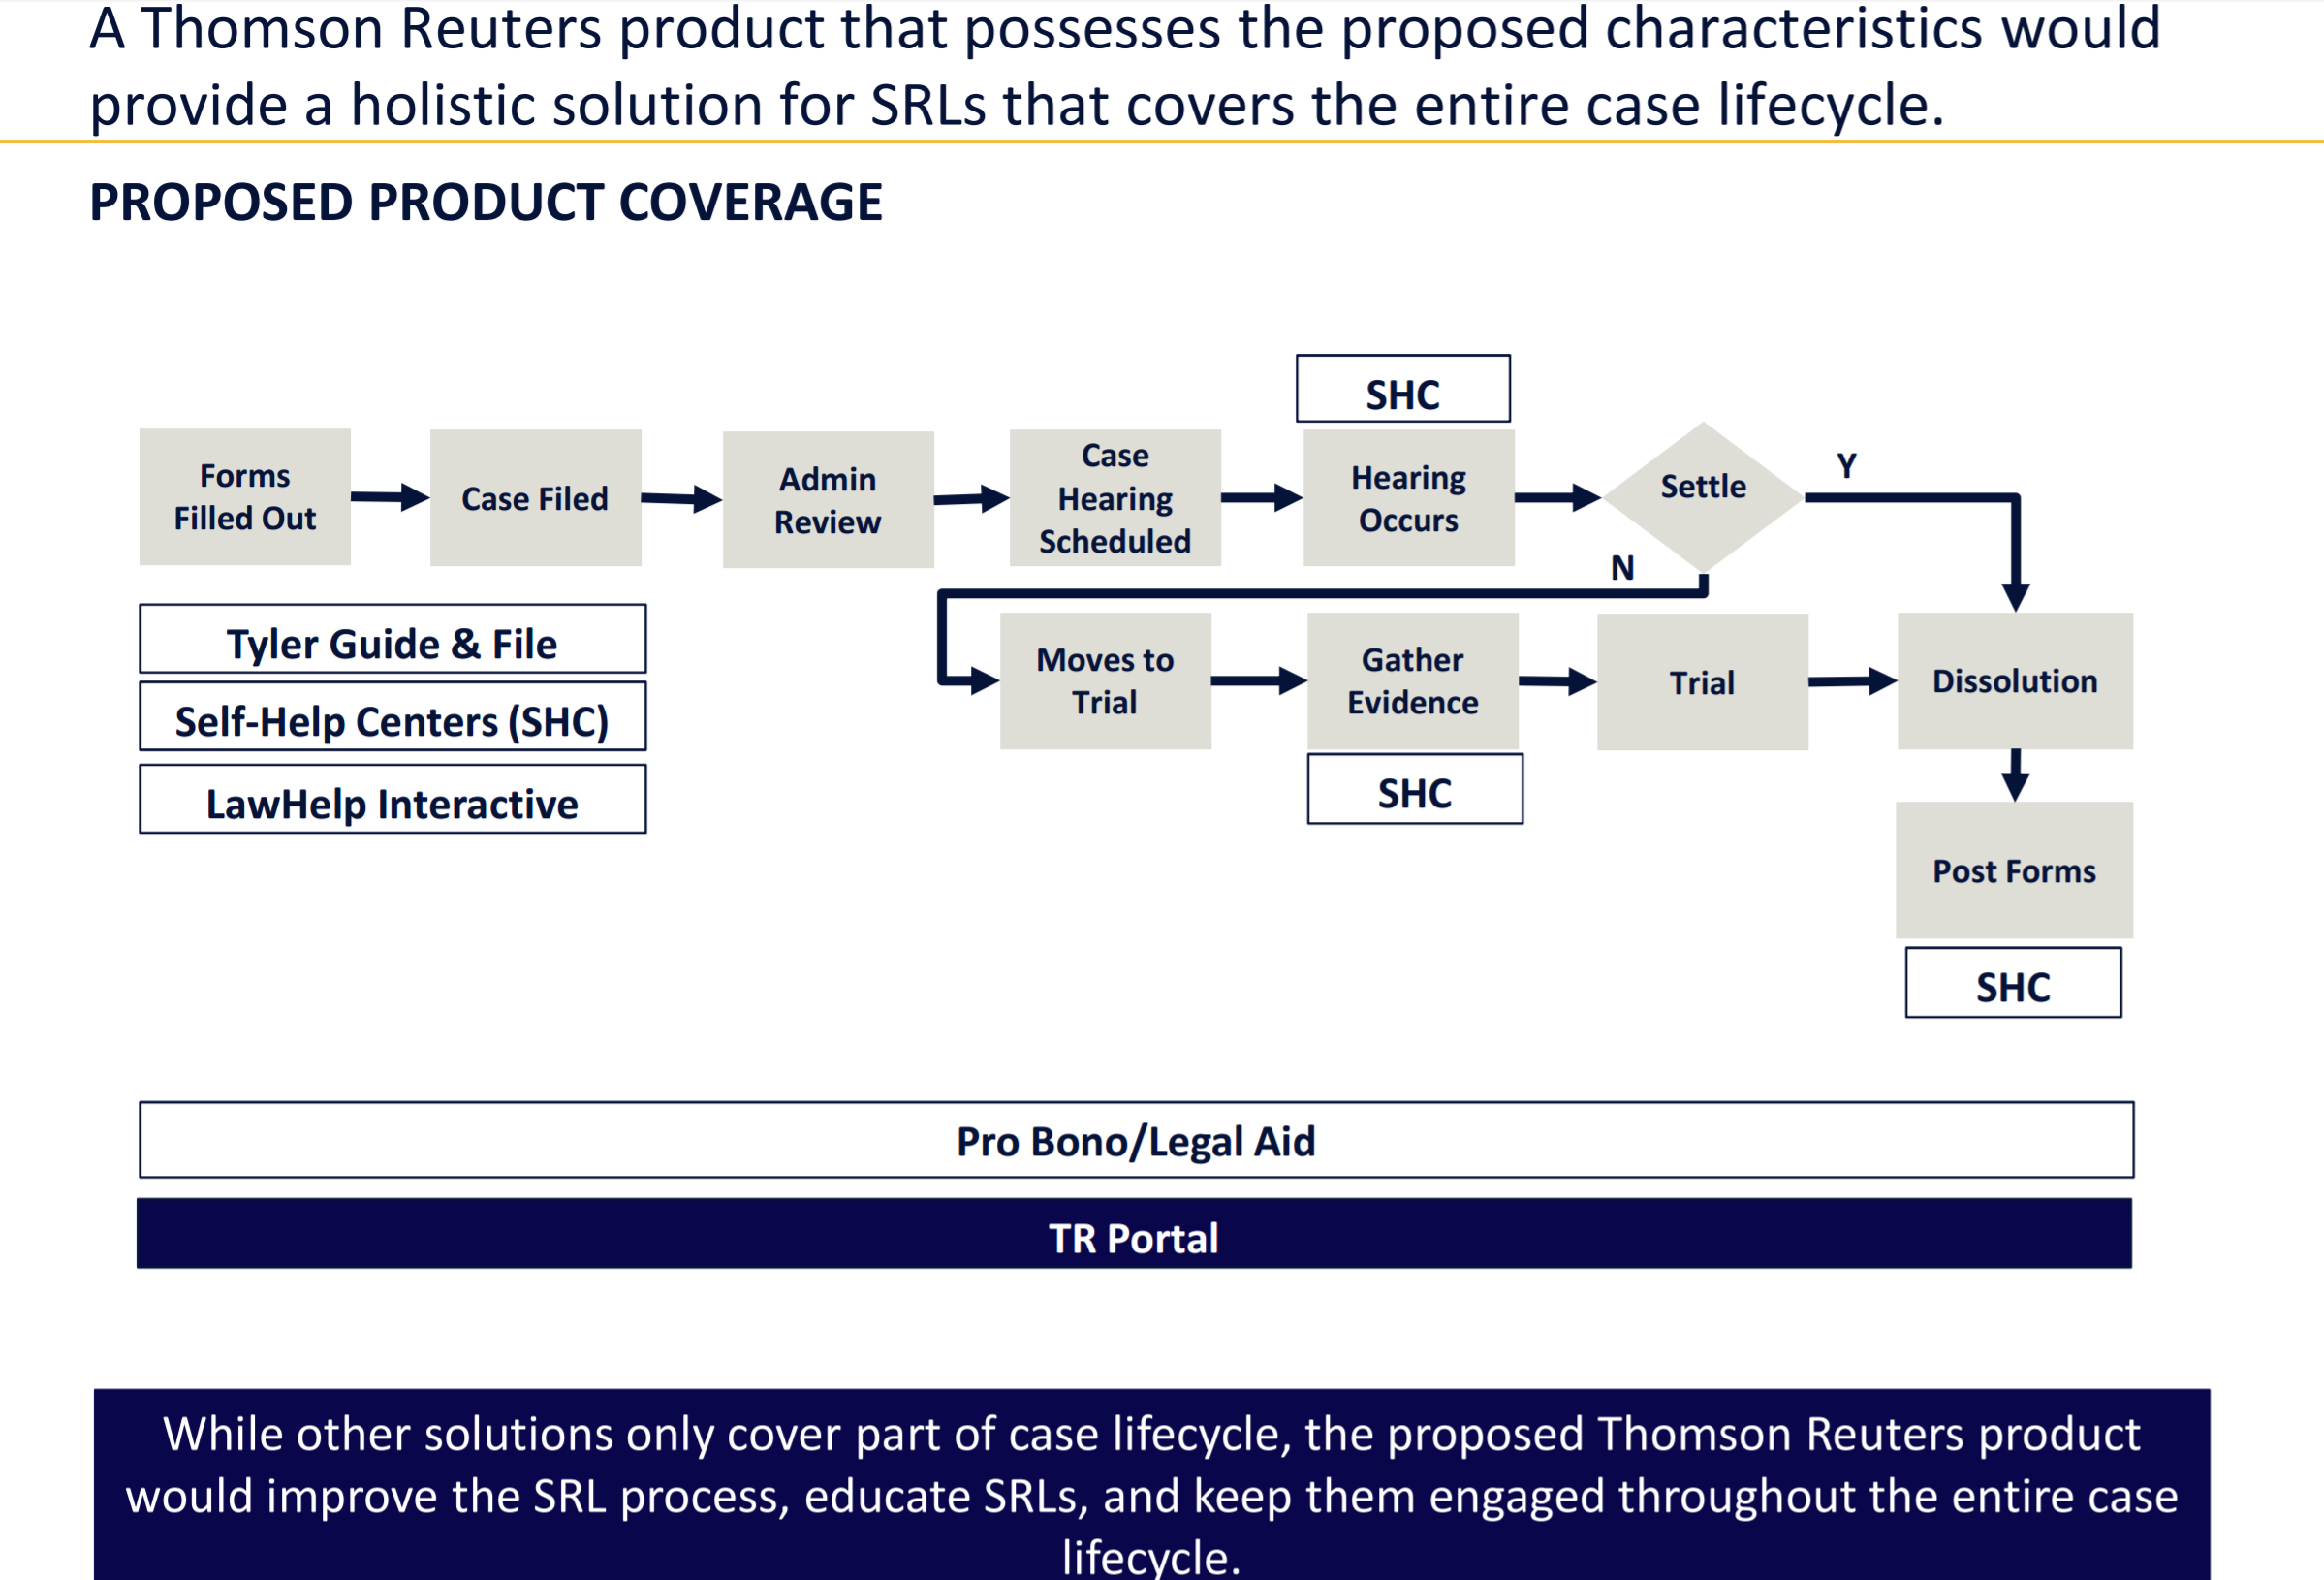 A Thomson Reuters product that possesses the proposed characteristics would
provide a holistic solution for SRLs that covers the entire case lifecycle.
PROPOSED PRODUCT COVERAGE
SHC
Forms
Filled Out
Case Filed
Admin
Review
Case
Hearing
Scheduled
Hearing
Occurs
Settle
Y
N
Tyler Guide & File
Self-Help Centers (SHC)
LawHelp Interactive
Moves to
Trial
Gather
Evidence
Trial
Dissolution
SHC
Post Forms
SHC
Pro Bono/Legal Aid
TR Portal
While other solutions only cover part of case lifecycle, the proposed Thomson Reuters product
would improve the SRL process, educate SRLs, and keep them engaged throughout the entire case
lifecycle.